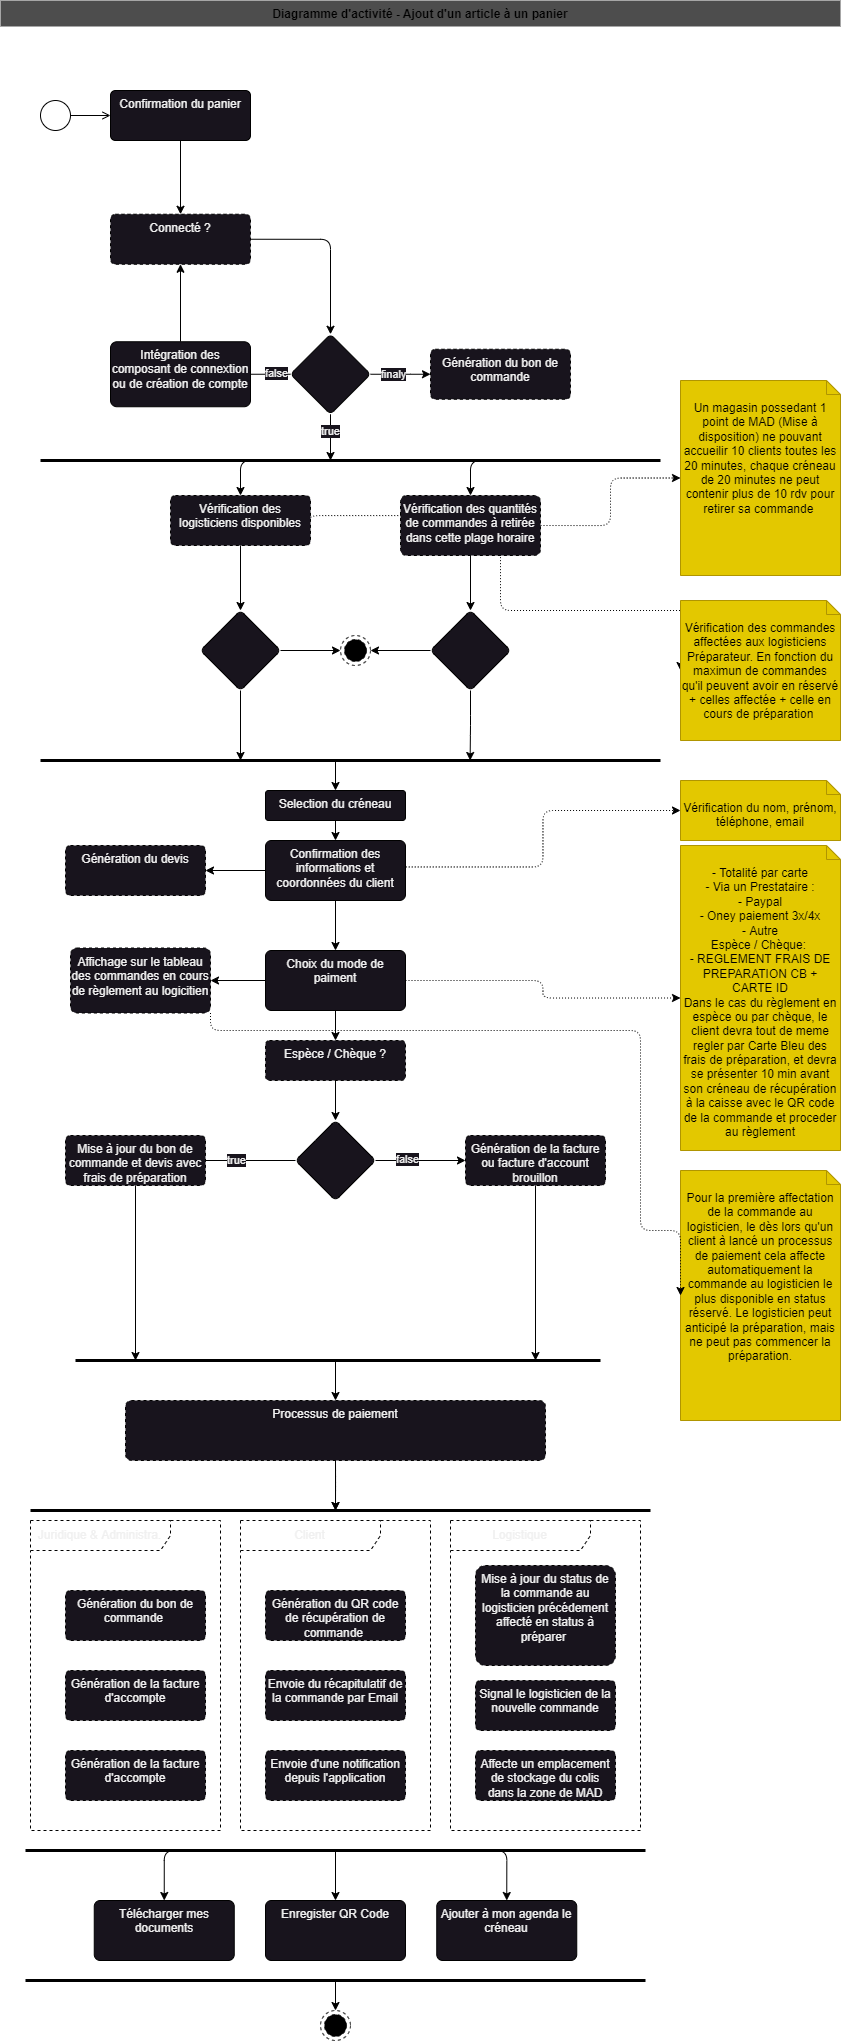 Diagramme d'activité - Ajout d'un article à un panier
Confirmation du panier
Connecté ?
Intégration des
composant de connextion
ou de création de compte
false
finaly
Génération du bon de
commande
true
Un magasin possedant 1
point de MAD (Mise à
disposition) ne pouvant
accueilir 10 clients toutes les
20 minutes, chaque créneau
de 20 minutes ne peut
contenir plus de 10 rdv pour
retirer sa commande
Vérification des
logisticiens disponibles
Vérification des quantités
de commandes à retirée
dans cette plage horaire
Vérification des commandes
affectées aux logisticiens
Préparateur. En fonction du
maximun de commandes
qu'il peuvent avoir en réservé
+ celles affectée + celle en
cours de préparation
Selection du créneau
Vérification du nom, prénom,
téléphone, email
Génération du devis
Confirmation des
informations et
coordonnées du client
- Totalité par carte
- Via un Prestataire :
- Paypal
- Oney paiement 3x/4x
- Autre
Espèce / Chèque:
- REGLEMENT FRAIS DE
PREPARATION CB +
CARTE ID
Dans le cas du règlement en
espèce ou par chèque, le
client devra tout de meme
regler par Carte Bleu des
frais de préparation, et devra
se présenter 10 min avant
son créneau de récupération
à la caisse avec le QR code
de la commande et proceder
au règlement
Affichage sur le tableau
des commandes en cours
de règlement au logicitien
Choix du mode de
paiment
Espèce / Chèque ?
Mise à jour du bon de
commande et devis avec
frais de préparation
true
false
Génération de la facture
ou facture d'account
brouillon
Pour la première affectation
de la commande au
logisticien, le dès lors qu'un
client à lancé un processus
de paiement cela affecte
automatiquement la
commande au logisticien le
plus disponible en status
réservé. Le logisticien peut
anticipé la préparation, mais
ne peut pas commencer la
préparation.
Processus de paiement
Juridique & Administra...
Client
Logistique
Génération du bon de
commande
Génération de la facture
d'accompte
Génération de la facture
d'accompte
Génération du QR code
de récupération de
commande
Envoie du récapitulatif de
la commande par Email
Envoie d'une notification
depuis l'application
Mise à jour du status de
la commande au
logisticien précédement
affecté en status à
préparer
Signal le logisticien de la
nouvelle commande
Affecte un emplacement
de stockage du colis
dans la zone de MAD
Télécharger mes
documents
Enregister QR Code
Ajouter à mon agenda le
créneau